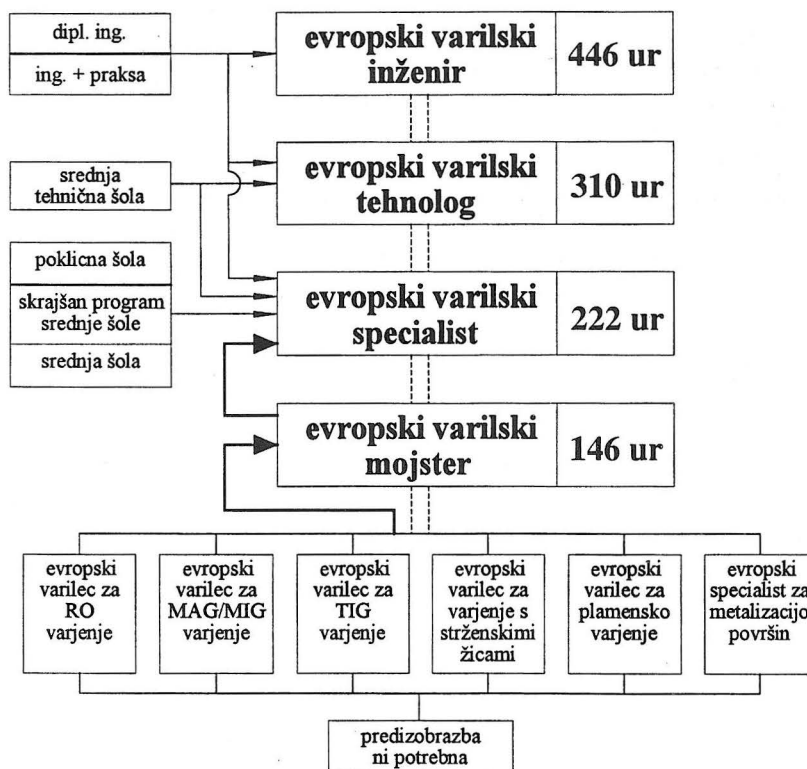 dipl. ing.
ing. + praksa
evropski varilski
inženir
446 ur
srednja
tehnična šola
evropski varilski
tehnolog
310 ur
poklicna šola
skrajšan program
srednje šole
srednja šola
evropski varilski
specialist
222 ur
evropski varilski
mojster
146 ur
evropski
varilec za
RO
varjenje
evropski
varilec za
MAG/MIG
varjenje
evropski
varilec za
TIG
varjenje
evropski
varilec za
varjenje s
strženskimi
žicami
evropski
varilec za
plamensko
varjenje
evropski
specialist za
metalizacijo
površin
predizobrazba
ni potrebna